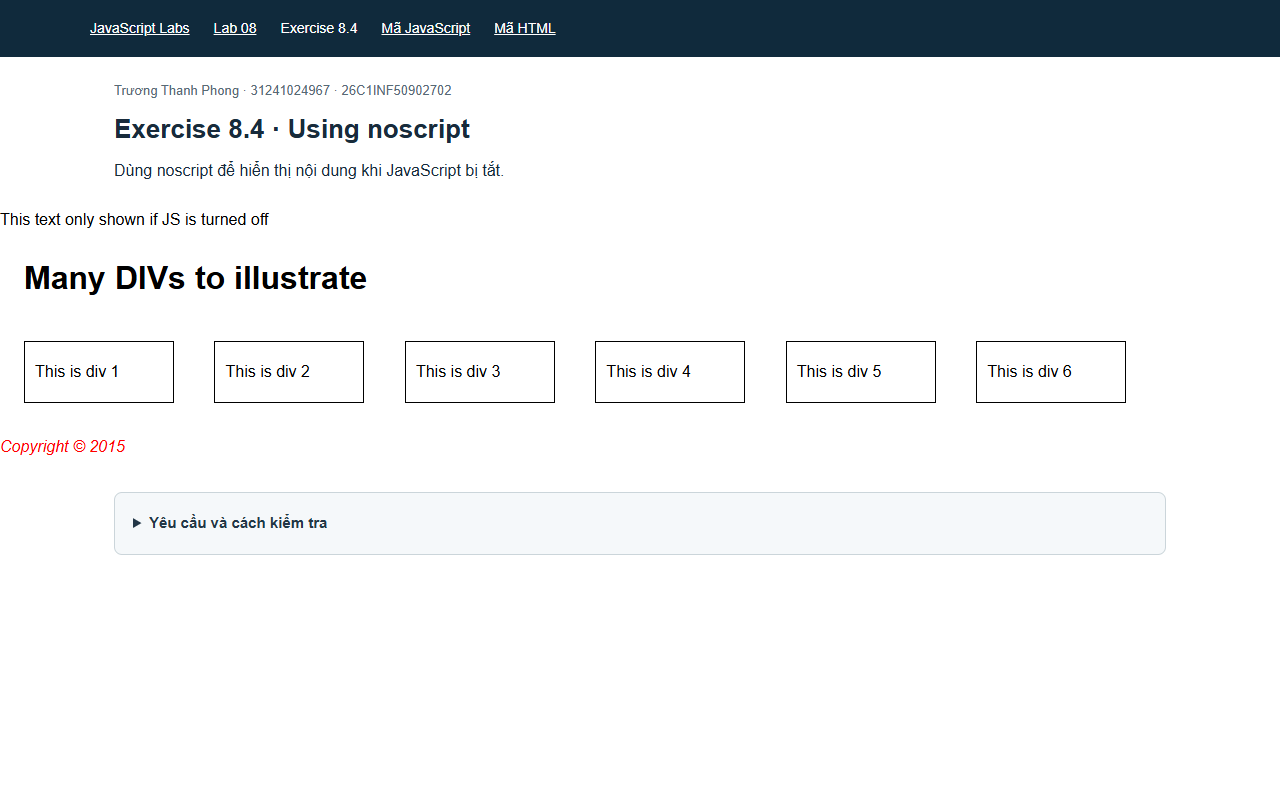 JavaScript Labs Lab 08 Exercise 8.4 Mã JavaScript Mã HTML
Trương Thanh Phong · 31241024967 · 26C1INF50902702
Exercise 8.4 · Using noscript
Dùng noscript để hiển thị nội dung khi JavaScript bị tắt.
This text only shown if JS is turned off
Many DIVs to illustrate
This is div 1 This is div 2 This is div 3 This is div 4 This is div 5 This is div 6
Copyright © 2015
Yêu cầu và cách kiểm tra